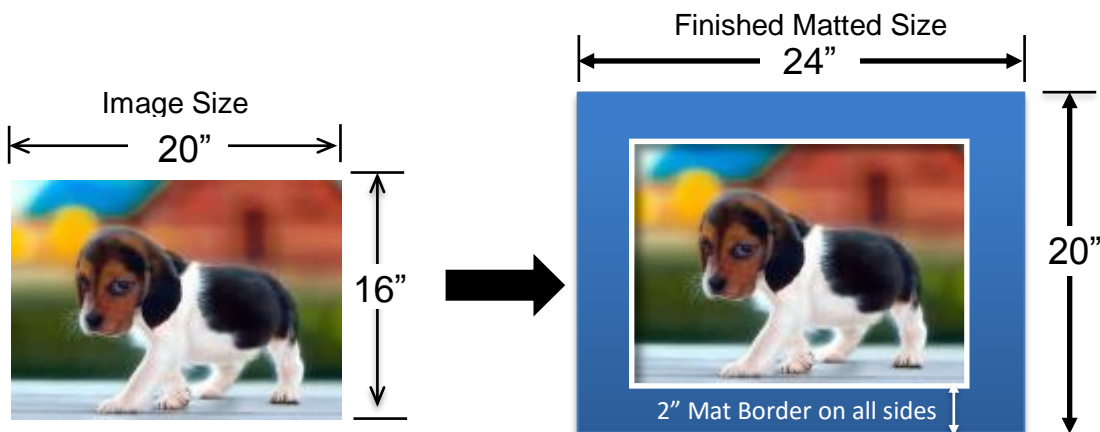 Image Size
20”
16”
Finished Matted Size
24”
20”
2” Mat Border on all sides